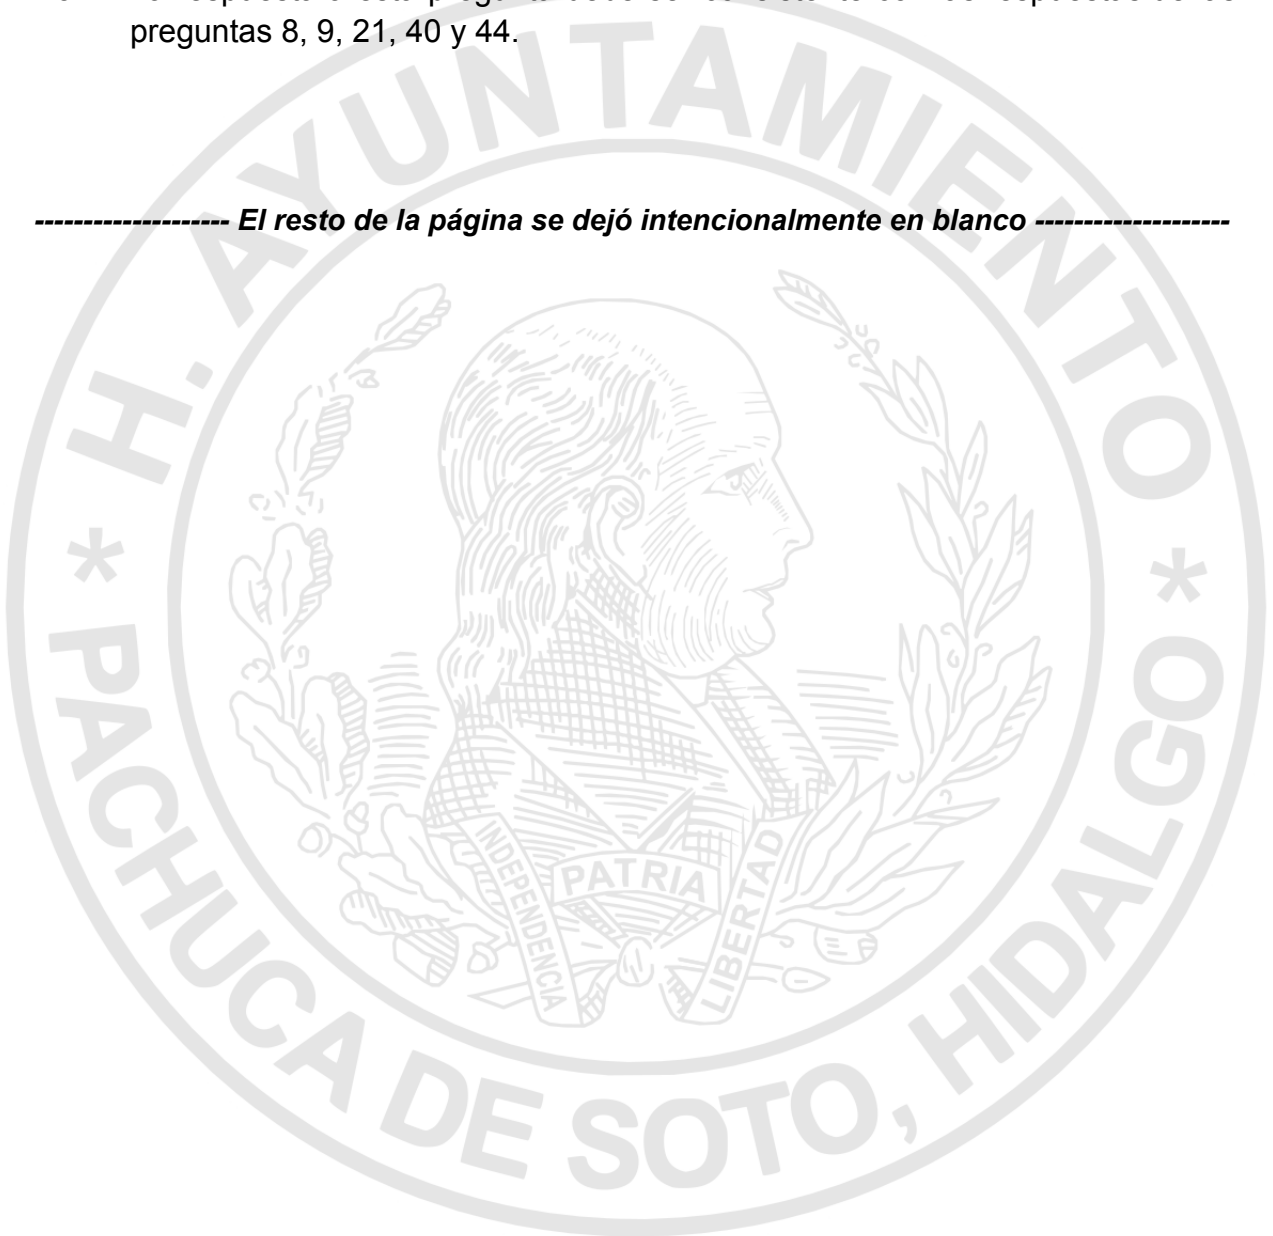 preguntas 8, 9, 21, 40 y 44.
-------------------- El resto de la página se dejó intencionalmente en blanco --------------------
H. AYUNTAMIENTO
* PACHUCA DE SOTO, HIDALGO *
INDEPENDENCIA
PATRIA
LIBERTAD